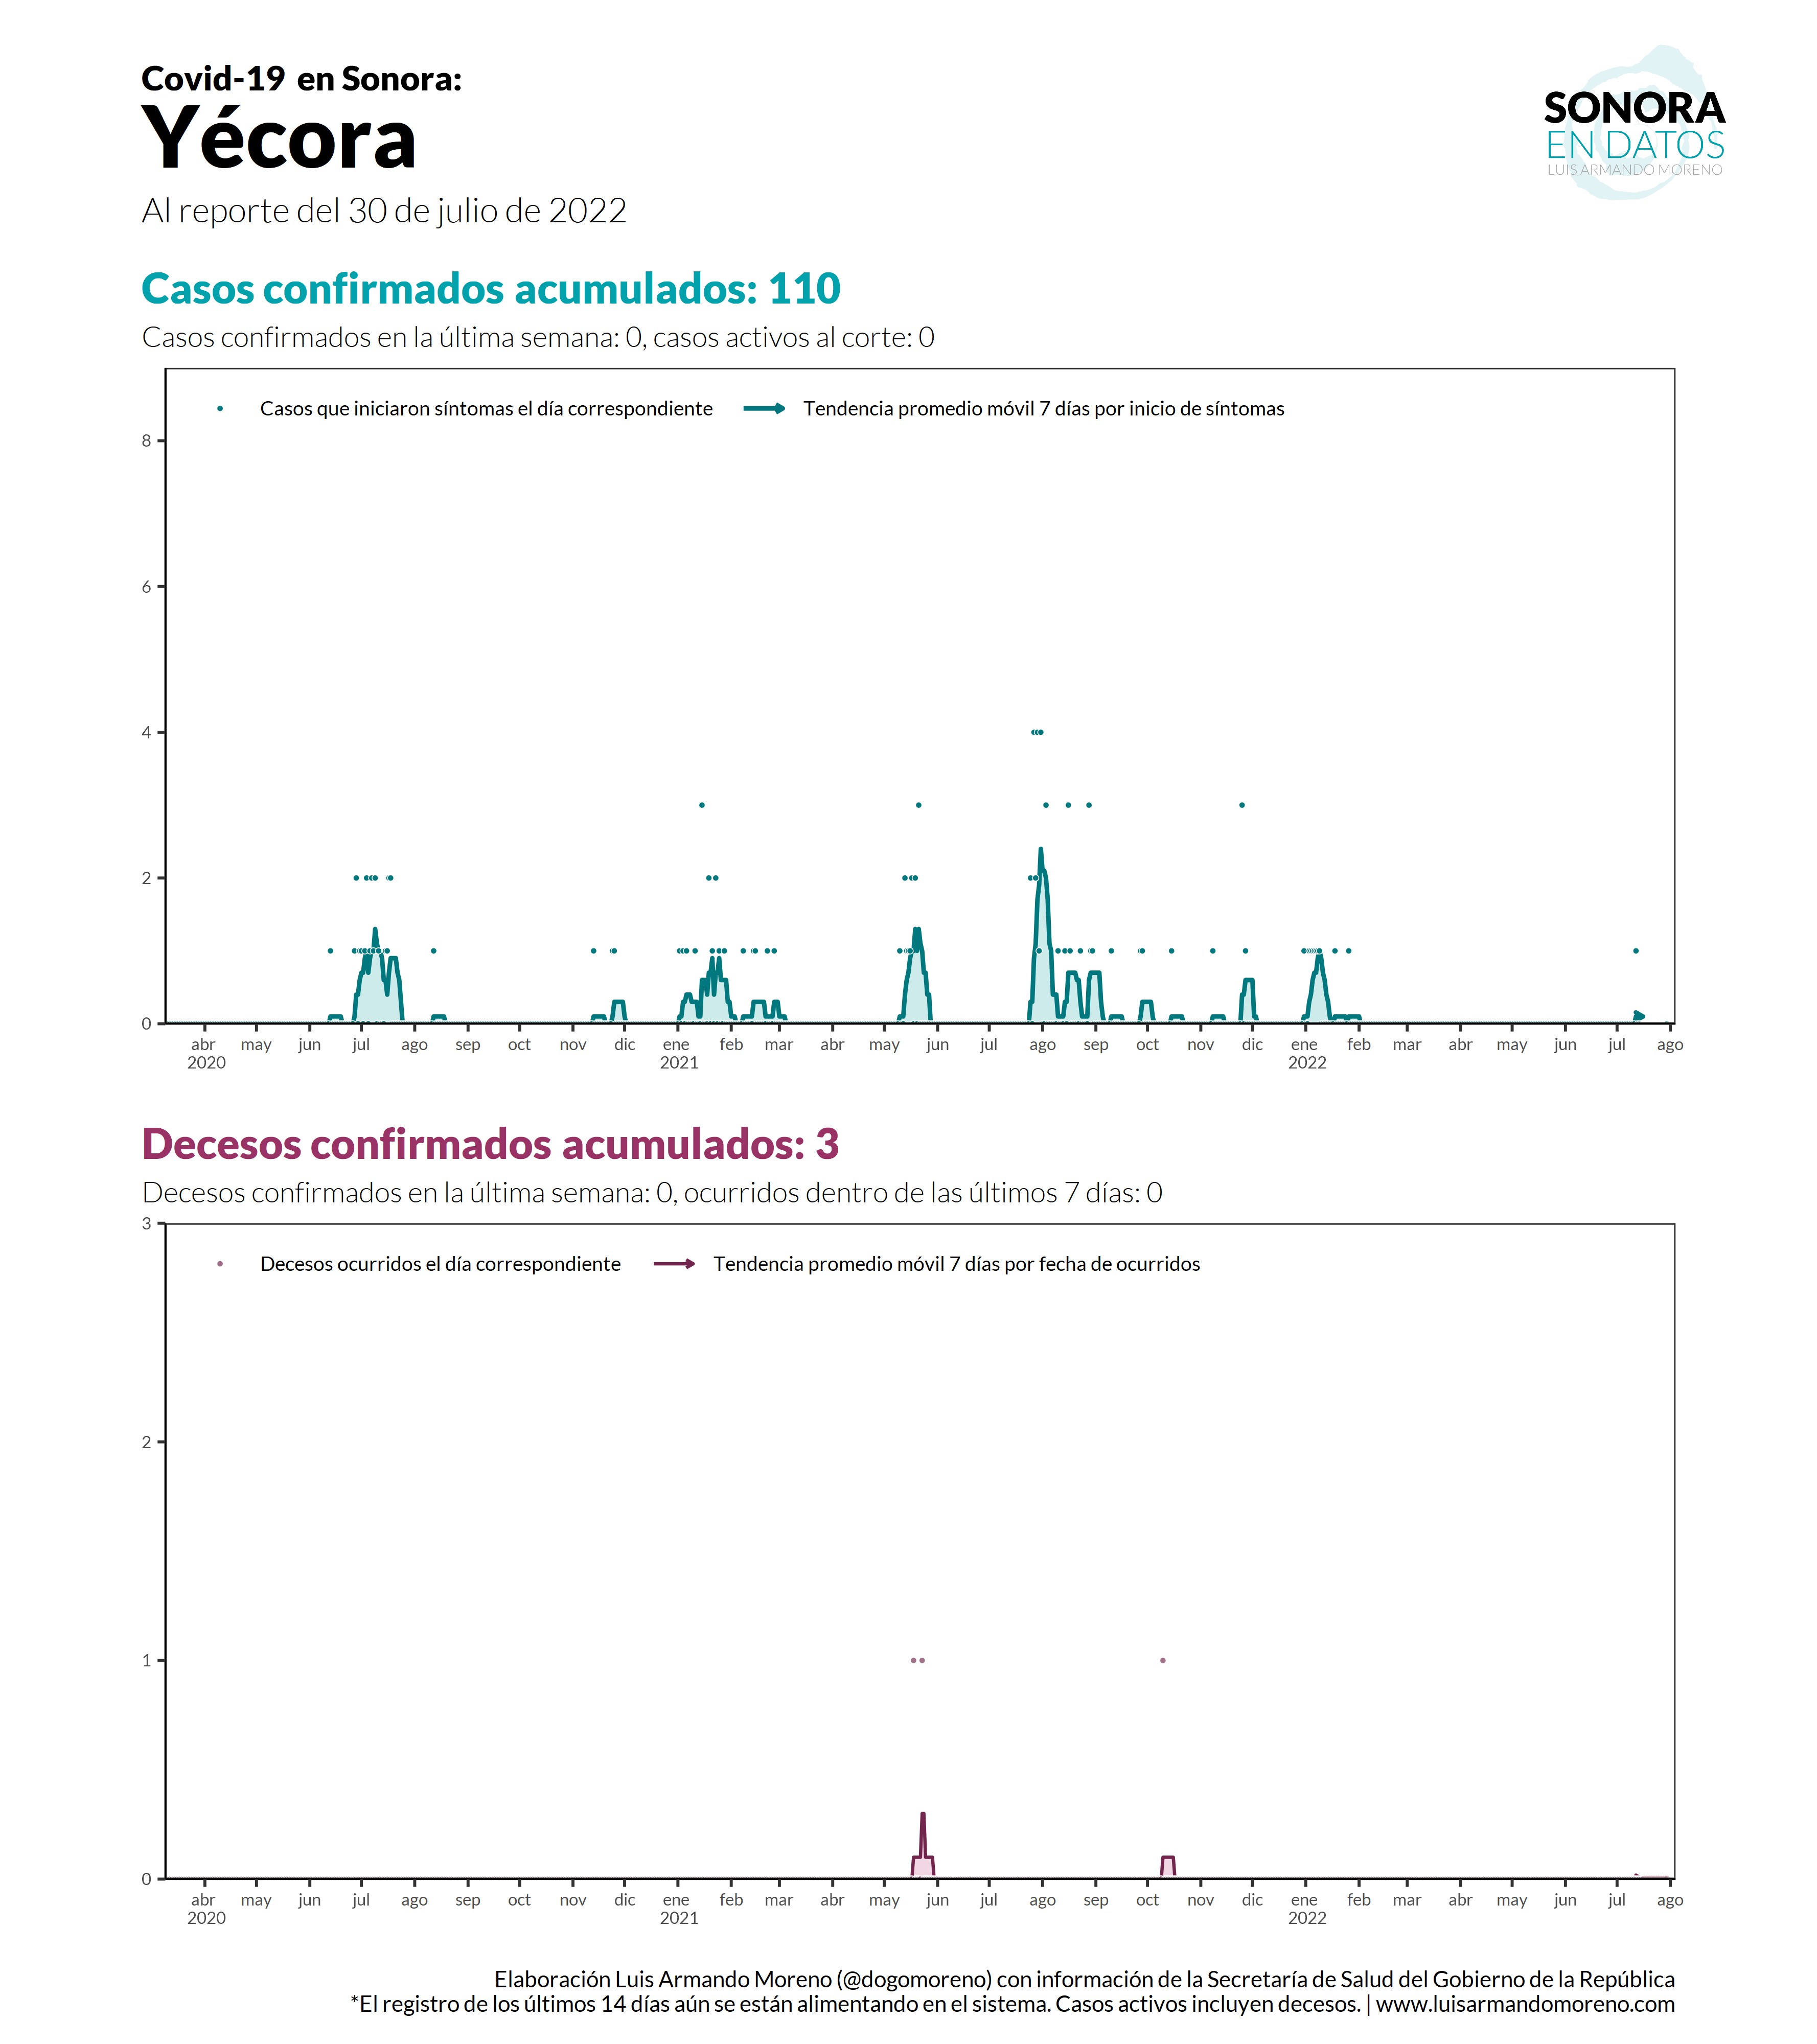 Covid-19 en Sonora:
Yécora
Al reporte del 30 de julio de 2022
SONORA
EN DATOS
LUIS ARMANDO MORENO
Casos confirmados acumulados: 110
Casos confirmados en la última semana: 0, casos activos al corte: 0
Casos que iniciaron síntomas el día correspondiente Tendencia promedio móvil 7 días por inicio de síntomas
8
6
4
2
0
abr may jun jul ago sep oct nov dic ene feb mar abr may jun jul ago sep oct nov dic ene feb mar abr may jun jul ago
2020 2021 2022
Decesos confirmados acumulados: 3
Decesos confirmados en la última semana: 0, ocurridos dentro de las últimos 7 días: 0
3
Decesos ocurridos el día correspondiente Tendencia promedio móvil 7 días por fecha de ocurridos
2
1
0
abr may jun jul ago sep oct nov dic ene feb mar abr may jun jul ago sep oct nov dic ene feb mar abr may jun jul ago
2020 2021 2022
Elaboración Luis Armando Moreno (@dogomoreno) con información de la Secretaría de Salud del Gobierno de la República
*El registro de los últimos 14 días aún se están alimentando en el sistema. Casos activos incluyen decesos. | www.luisarmandomoreno.com